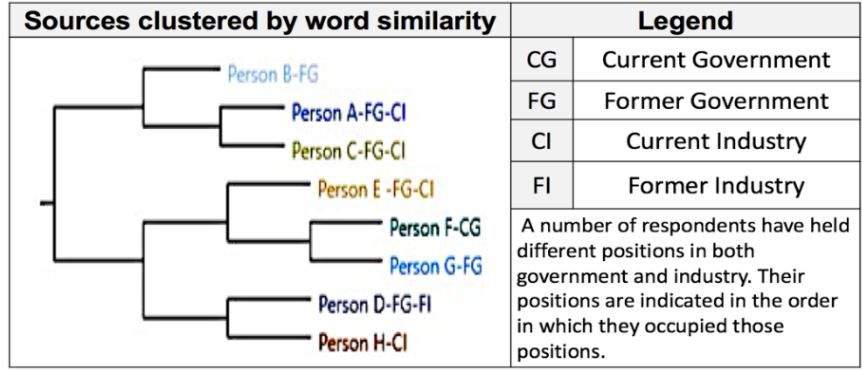 Sources clustered by word similarity
Legend
Person B-FG
Person A-FG-CI
Person C-FG-CI
Person E -FG-CI
Person F-CG
Person G-FG
Person D-FG-FI
Person H-CI
CG Current Government
FG Former Government
CI Current Industry
FI Former Industry
A number of respondents have held
different positions in both
government and industry. Their
positions are indicated in the order
in which they occupied those
positions.